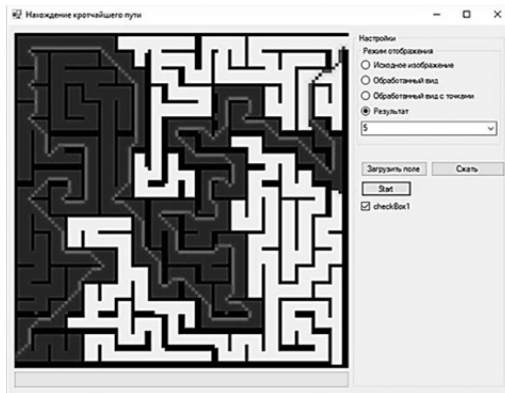 Нахождение кротчайшего пути
Настройки
Режим отображения
Исходное изображение
Обработанный вид
Обработанный вид с точками
Результат
5
Загрузить поле
Сжать
Start
checkBox1